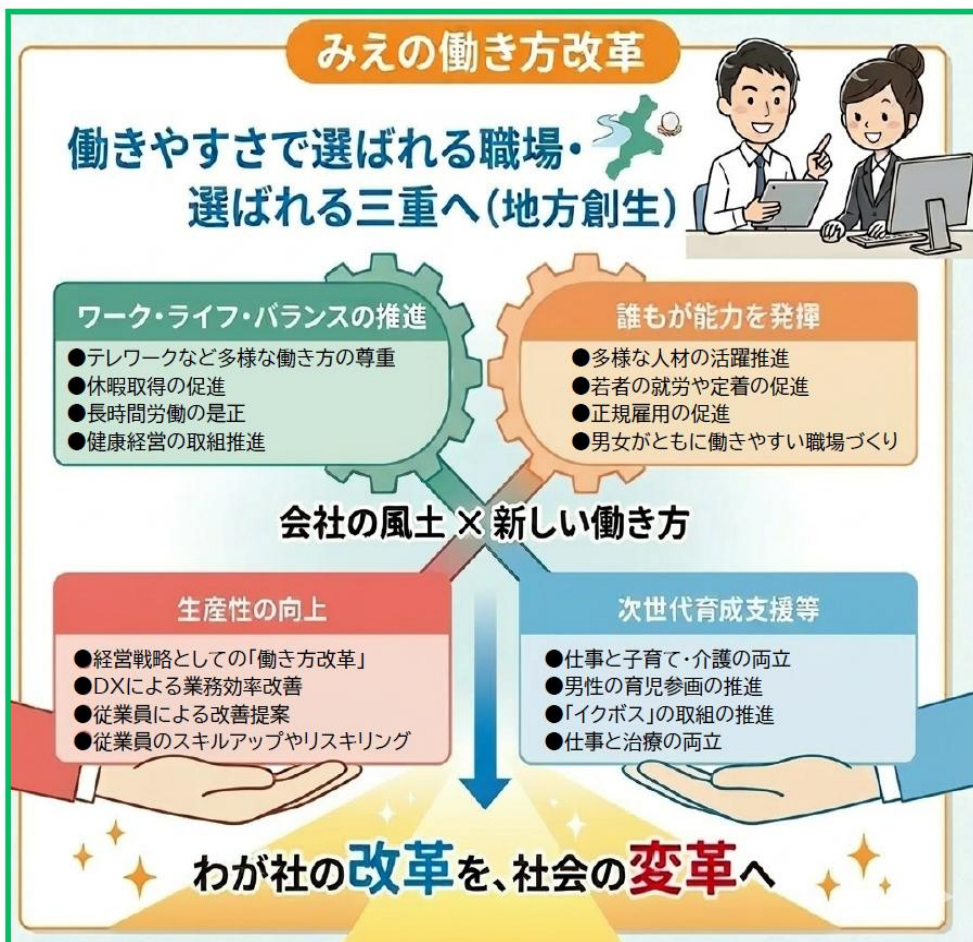 みえの働き方改革
働きやすさで選ばれる職場・
選ばれる三重へ(地方創生)
ワーク・ライフ・バランスの推進
●テレワークなど多様な働き方の尊重
●休暇取得の促進
●長時間労働の是正
●健康経営の取組推進
誰もが能力を発揮
●多様な人材の活躍推進
●若者の就労や定着の促進
●正規雇用の促進
●男女がともに働きやすい職場づくり
会社の風土×新しい働き方
生産性の向上
●経営戦略としての「働き方改革」
●DXによる業務効率改善
●従業員による改善提案
●従業員のスキルアップやリスキリング
次世代育成支援等
●仕事と子育て・介護の両立
●男性の育児参画の推進
●「イクボス」の取組の推進
●仕事と治療の両立
わが社の改革を、社会の変革へ